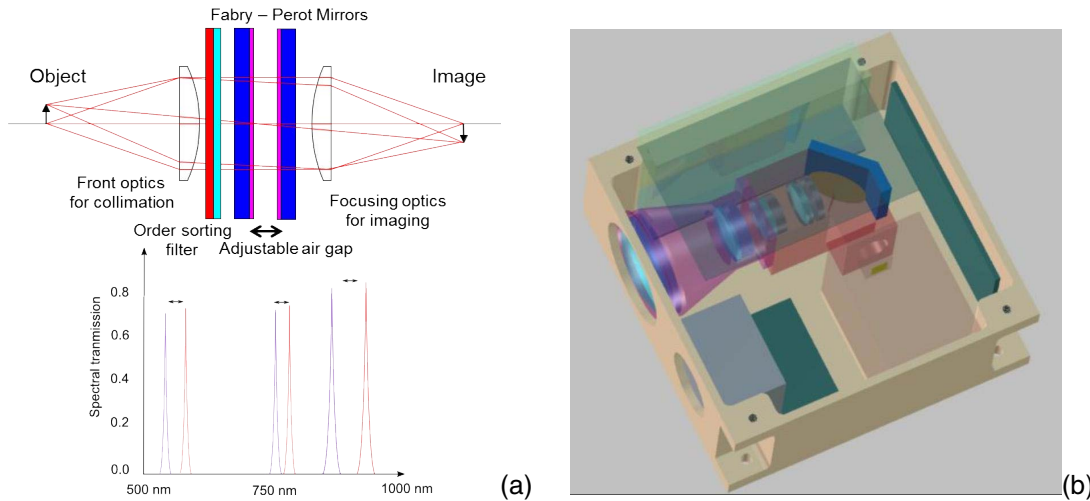 Fabry – Perot Mirrors
Object
Image
Front optics
for collimation
Focusing optics
for imaging
Order sorting
filter
Adjustable air gap
Spectral tranmission
0.8
0.6
0.4
0.2
0.0
500 nm
750 nm
1000 nm
(a)
(b)